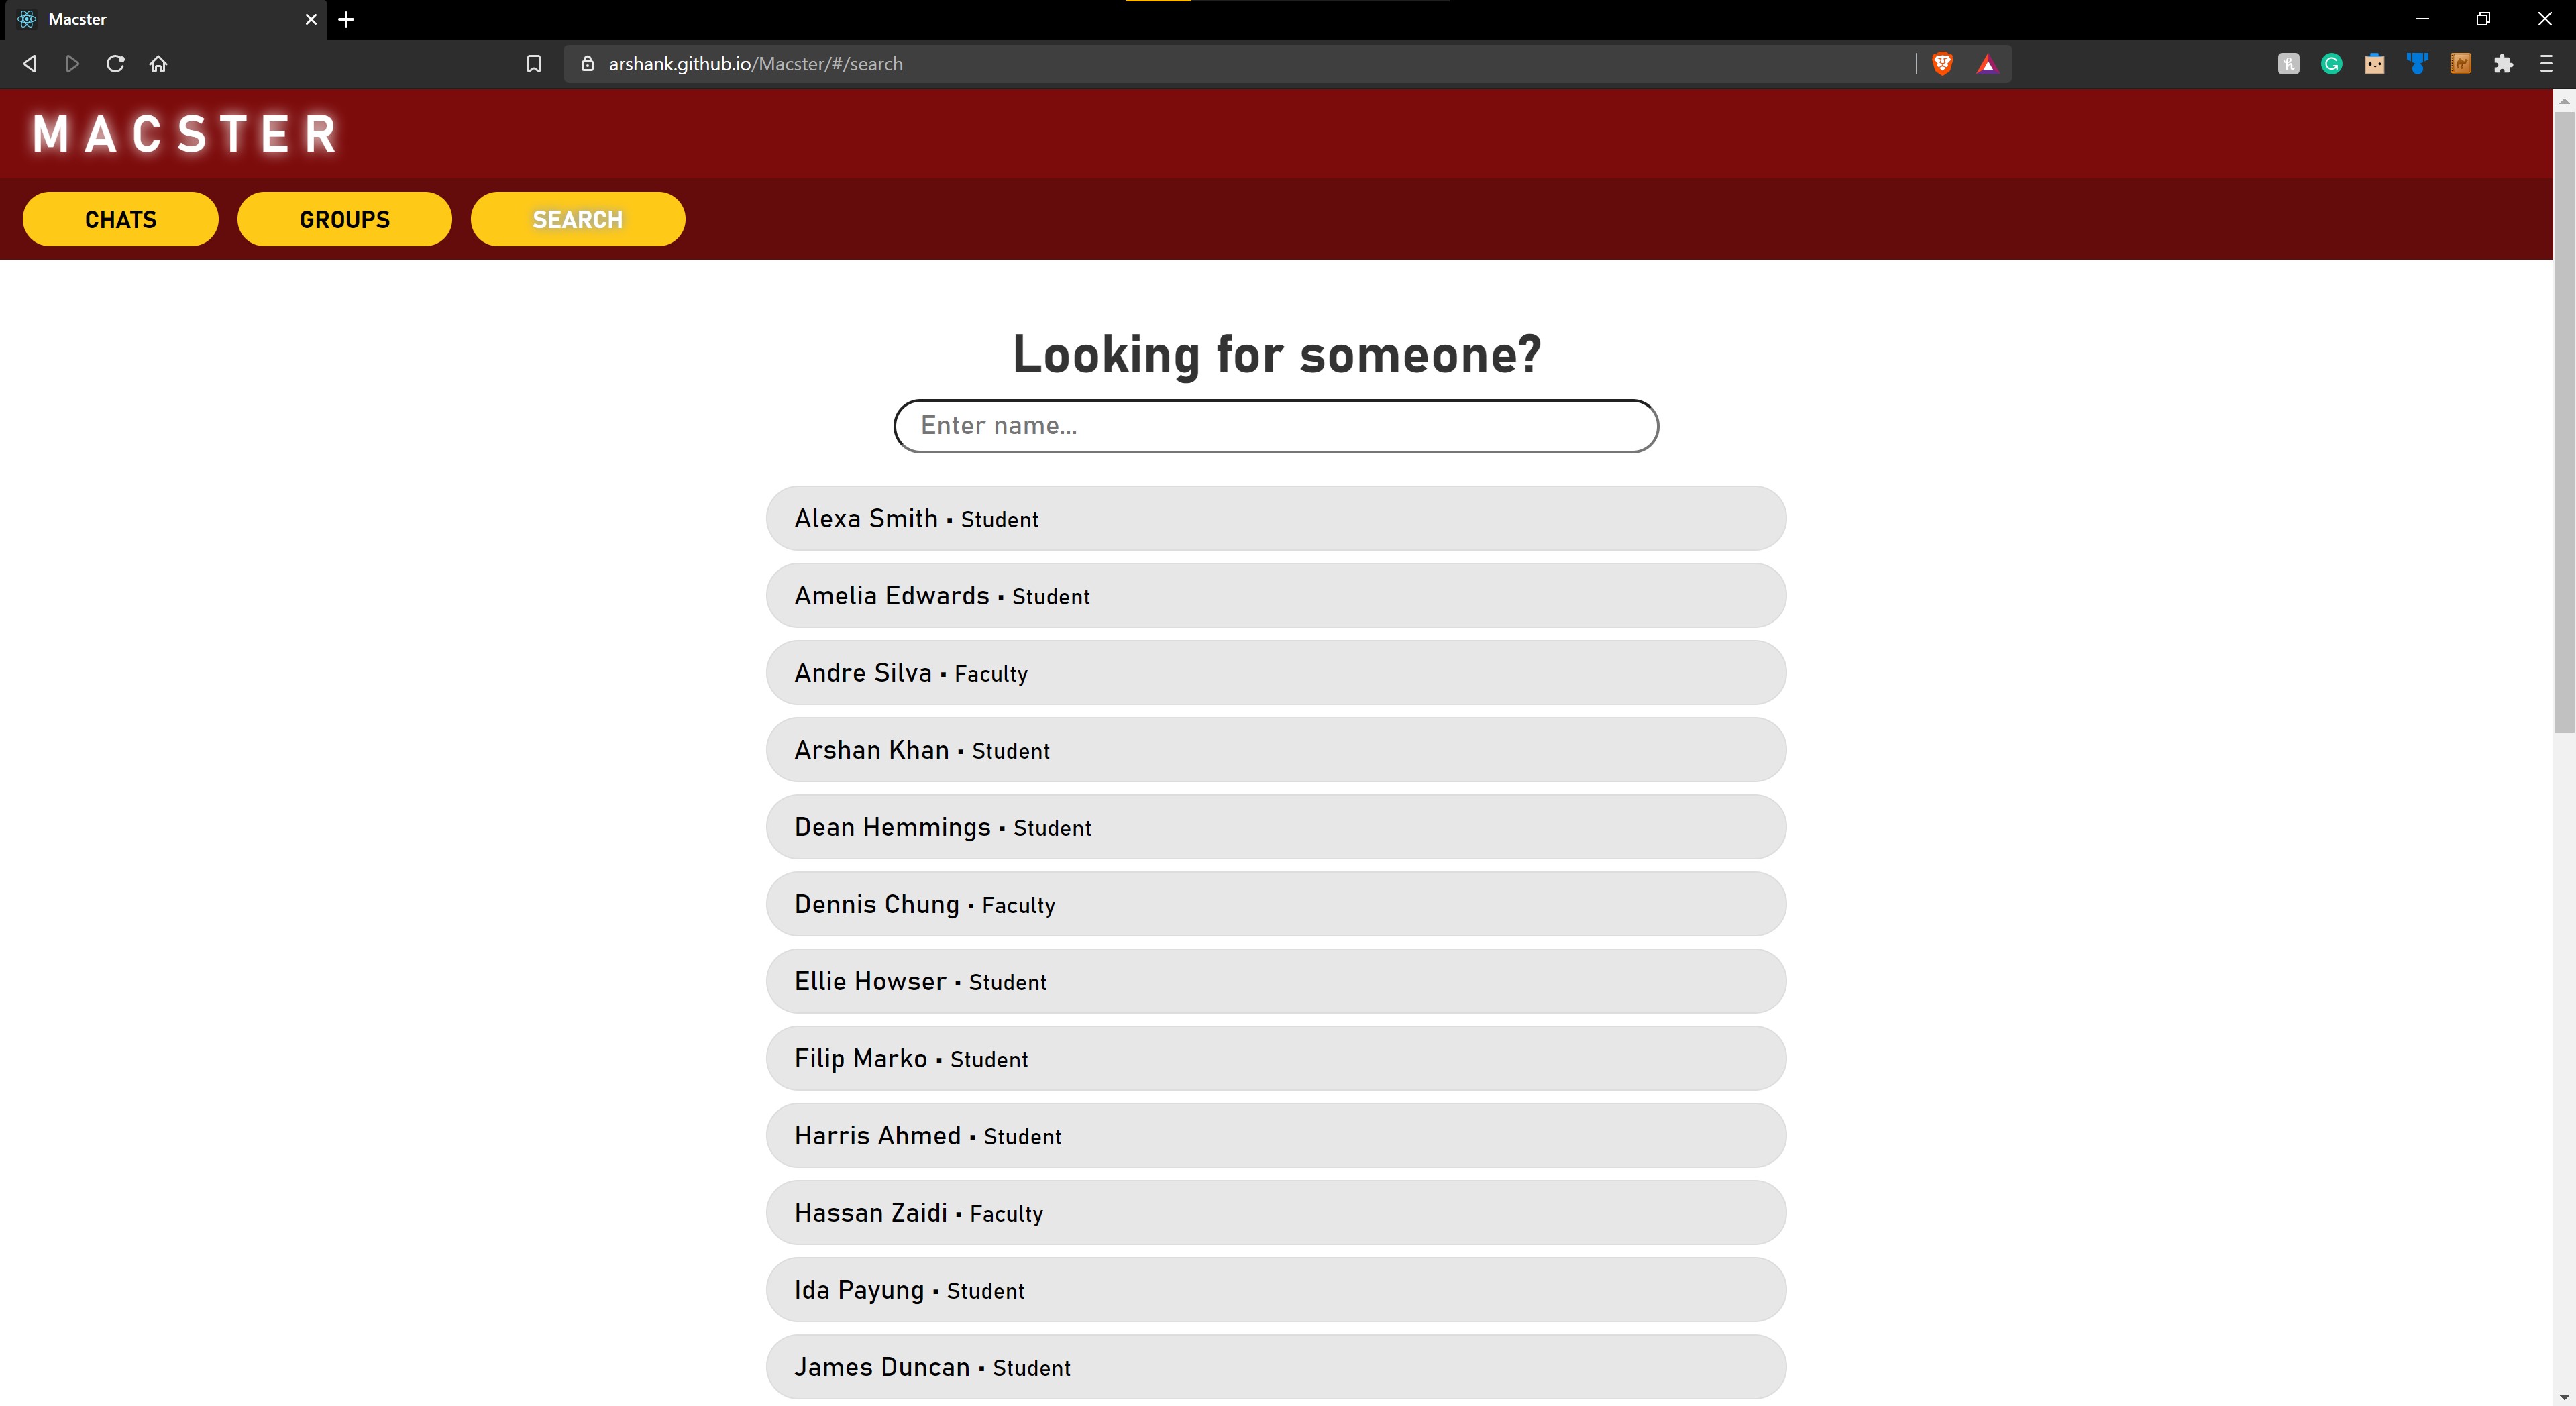 Macster
arshank.github.io/Macster/#/search
MACSTER
CHATS GROUPS SEARCH
Looking for someone?
Enter name...
Alexa Smith ▪ Student
Amelia Edwards ▪ Student
Andre Silva ▪ Faculty
Arshan Khan ▪ Student
Dean Hemmings ▪ Student
Dennis Chung ▪ Faculty
Ellie Howser ▪ Student
Filip Marko ▪ Student
Harris Ahmed ▪ Student
Hassan Zaidi ▪ Faculty
Ida Payung ▪ Student
James Duncan ▪ Student